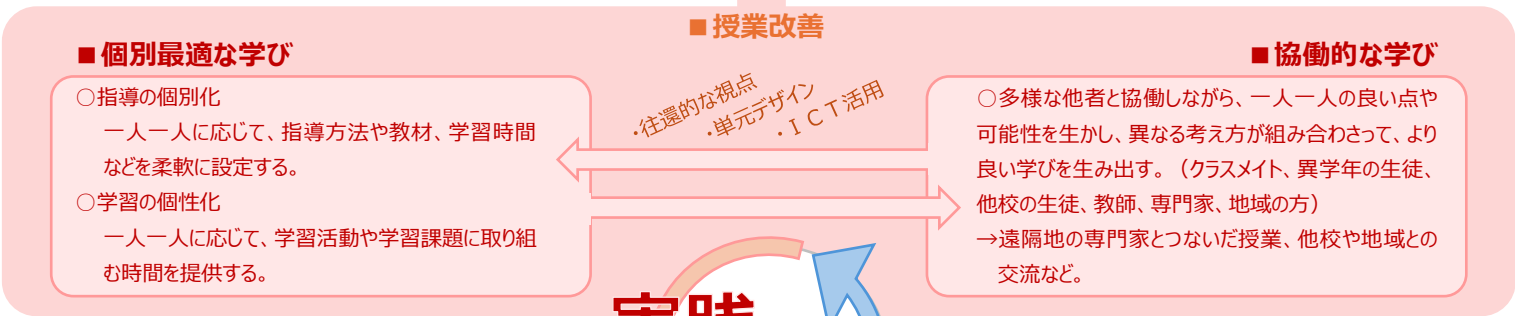 ■授業改善
■個別最適な学び
○指導の個別化
一人一人に応じて、指導方法や教材、学習時間
などを柔軟に設定する。
○学習の個性化
一人一人に応じて、学習活動や学習課題に取り組
む時間を提供する。
・往還的な視点
・単元デザイン
・ＩＣＴ活用
■協働的な学び
○多様な他者と協働しながら、一人一人の良い点や
可能性を生かし、異なる考え方が組み合わさって、より
良い学びを生み出す。（クラスメイト、異学年の生徒、
他校の生徒、教師、専門家、地域の方）
→遠隔地の専門家とつないだ授業、他校や地域との
交流など。
実践